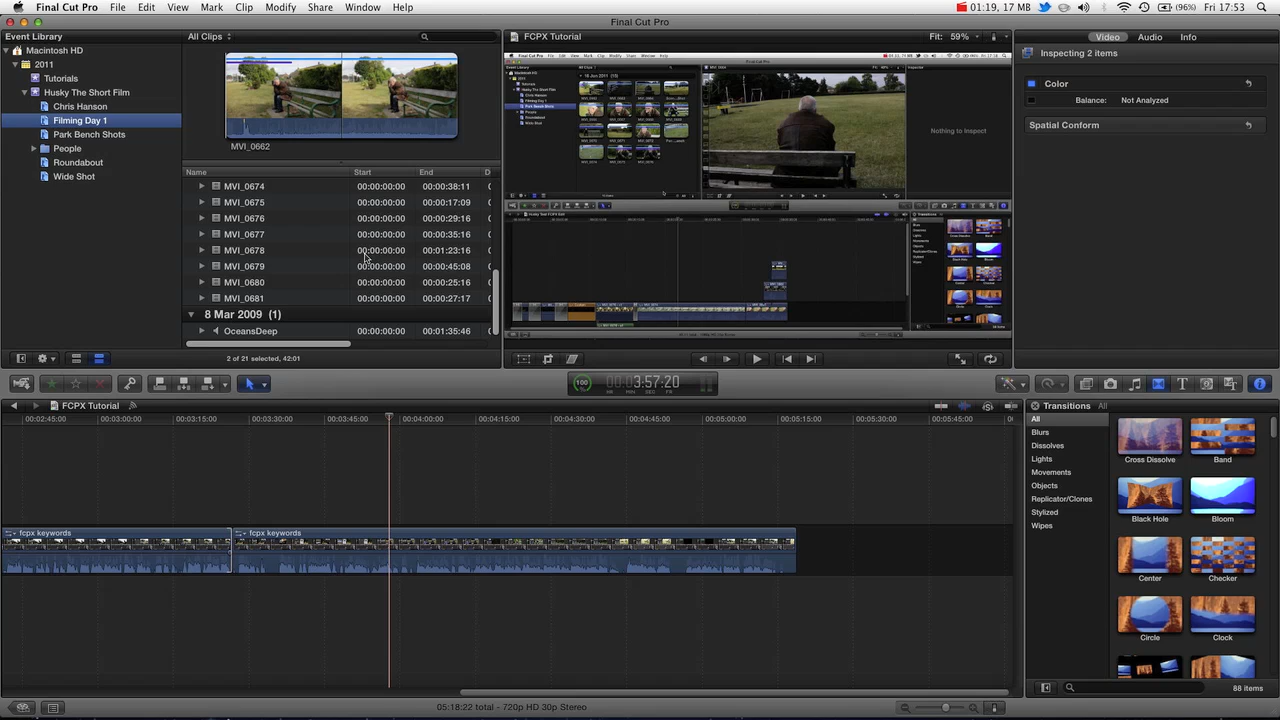 Final Cut Pro File Edit View Mark Clip Modify Share Window Help 01:19, 17 MB (96%) Fri 17:53
Final Cut Pro
Event Library All Clips FCPX Tutorial Fit: 59% Video Audio Info
Macintosh HD
2011
Tutorials
Husky The Short Film
Chris Hanson
Filming Day 1
Park Bench Shots
People
Roundabout
Wide Shot
MVI_0662
Name Start End D
MVI_0674 00:00:00:00 00:00:38:11
MVI_0675 00:00:00:00 00:00:17:09
MVI_0676 00:00:00:00 00:00:29:16
MVI_0677 00:00:00:00 00:00:35:16
MVI_0678 00:00:00:00 00:01:23:16
MVI_0679 00:00:00:00 00:00:45:08
MVI_0680 00:00:00:00 00:00:25:16
MVI_0681 00:00:00:00 00:00:27:17
8 Mar 2009 (1)
OceansDeep 00:00:00:00 00:01:35:46
2 of 21 selected, 42:01
Nothing to Inspect
Inspecting 2 items
Color
Balance: Not Analyzed
Spatial Conform
100 3:57:20
FCPX Tutorial
00:02:45:00 00:03:00:00 00:03:15:00 00:03:30:00 00:03:45:00 00:04:00:00 00:04:15:00 00:04:30:00 00:04:45:00 00:05:00:00 00:05:15:00 00:05:30:00 00:05:45:00
fcpx keywords fcpx keywords
Transitions All
All
Blurs
Dissolves
Lights
Movements
Objects
Replicator/Clones
Stylized
Wipes
Cross Dissolve Band
Black Hole Bloom
Center Checker
Circle Clock
88 items
05:18:22 total - 720p HD 30p Stereo